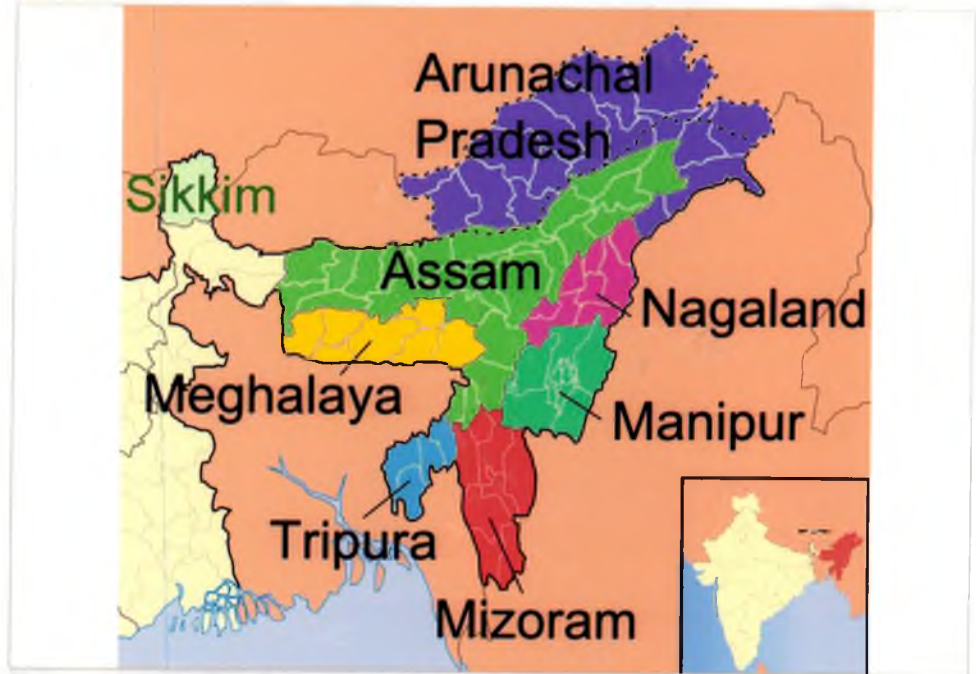 Arunachal
Pradesh
Sikkim
Assam
Nagaland
Meghalaya
Manipur
Tripura
Mizoram